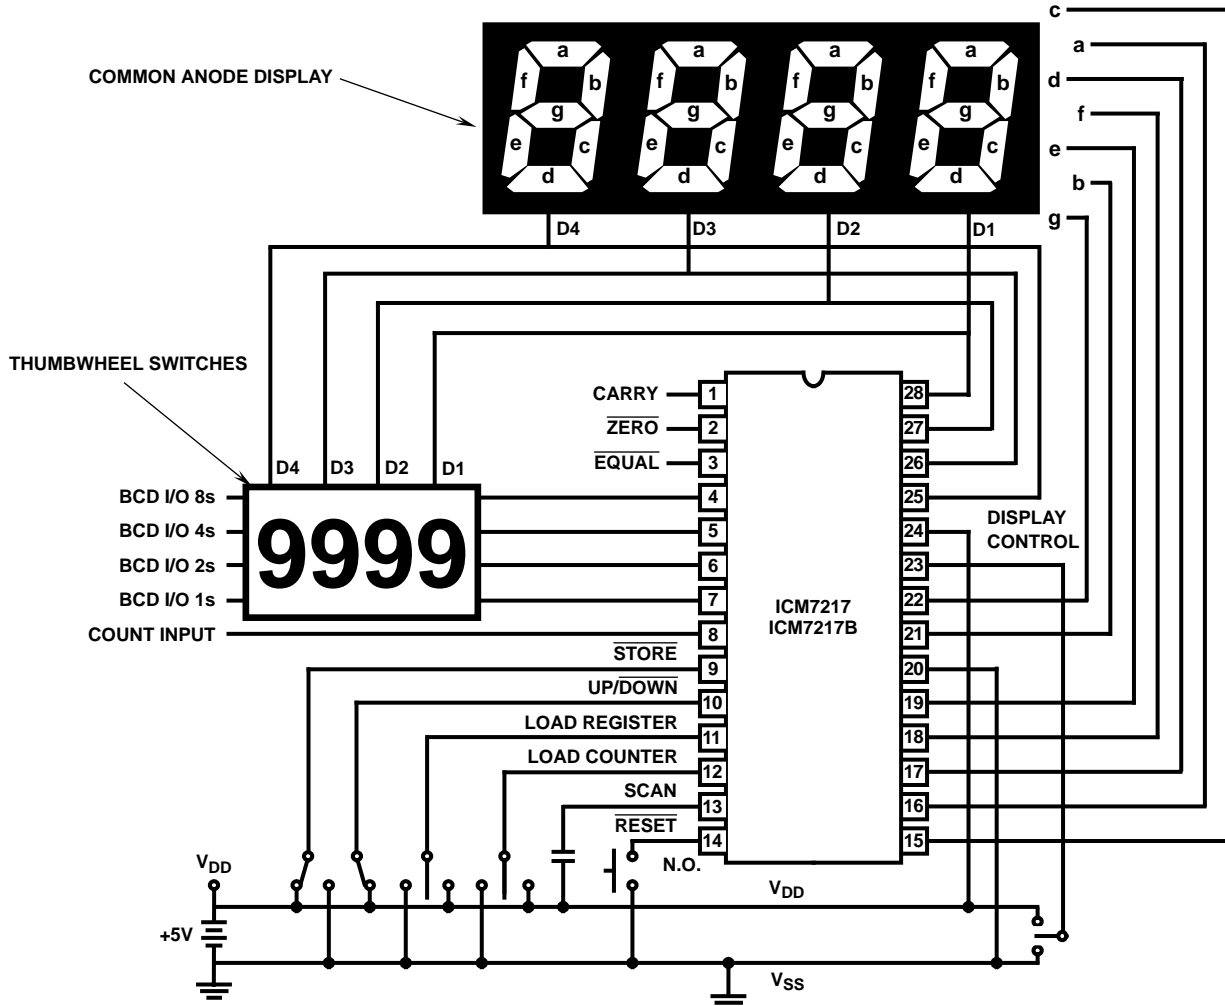 c
COMMON ANODE DISPLAY
a a a a a
f b f b f b f b d
g g g g f
e c e c e c e c e
d d d d b
g
D4 D3 D2 D1
THUMBWHEEL SWITCHES
D4 D3 D2 D1
BCD I/O 8s
BCD I/O 4s
BCD I/O 2s
BCD I/O 1s
9999
COUNT INPUT
CARRY 1 28
ZERO 2 27
EQUAL 3 26
4 25
5 24
DISPLAY
CONTROL
6 23
7 22
ICM7217
ICM7217B
8 21
STORE 9 20
UP/DOWN 10 19
LOAD REGISTER 11 18
LOAD COUNTER 12 17
SCAN 13 16
RESET 14 15
N.O.
VDD
VDD
+5V
VSS